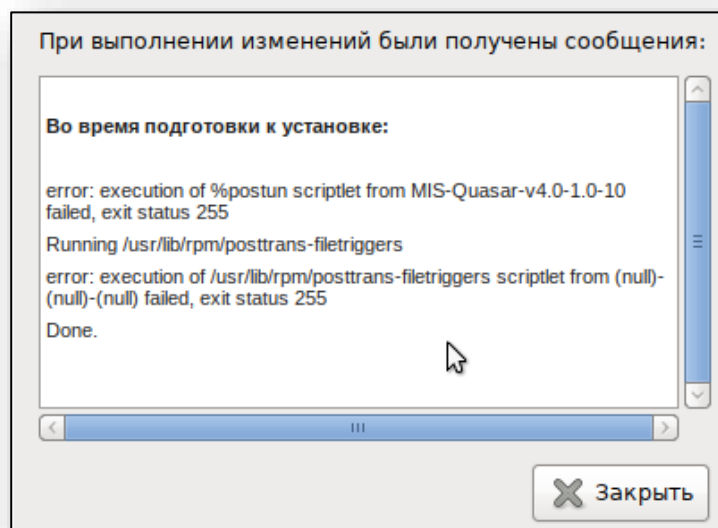 При выполнении изменений были получены сообщения:
Во время подготовки к установке:
error: execution of %postun scriptlet from MIS-Quasar-v4.0-1.0-10
failed, exit status 255
Running /usr/lib/rpm/posttrans-filetriggers
error: execution of /usr/lib/rpm/posttrans-filetriggers scriptlet from (null)-
(null)-(null) failed, exit status 255
Done.
Закрыть